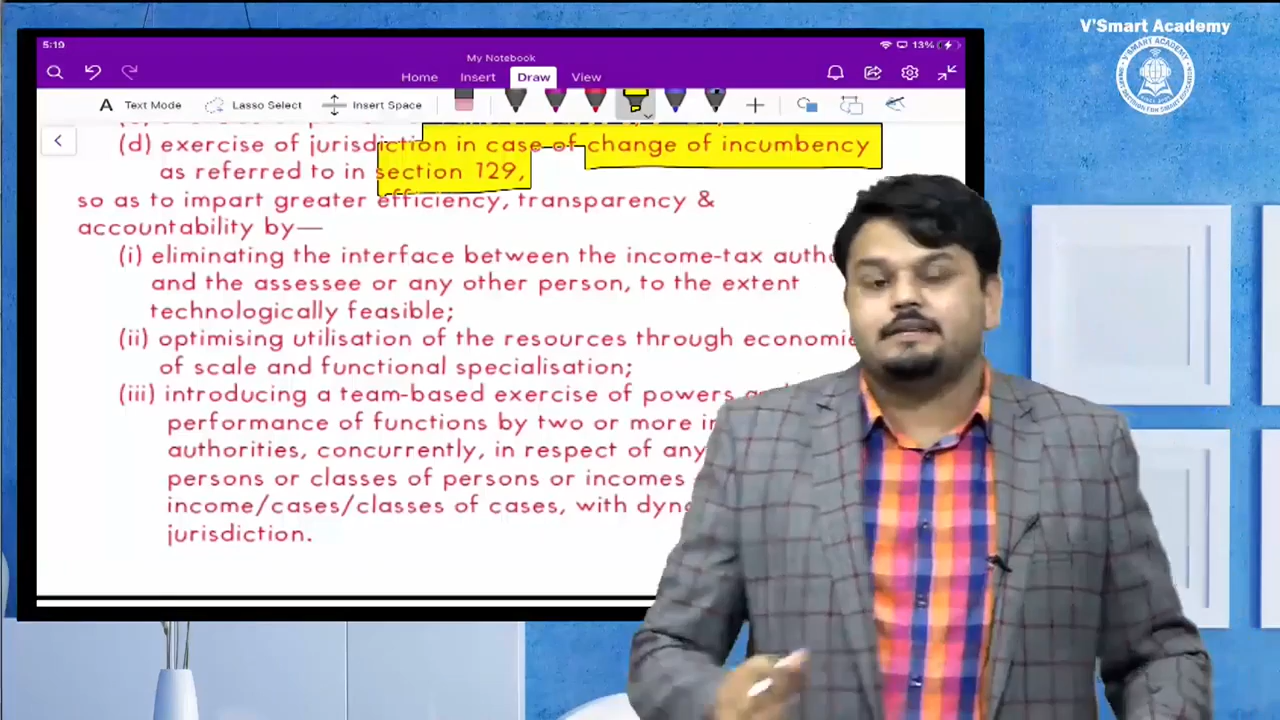 V'Smart Academy
5:19
13%
My Notebook
Home Insert Draw View
A Text Mode Lasso Select Insert Space
(d) exercise of jurisdiction in case of change of incumbency
as referred to in section 129,
so as to impart greater efficiency, transparency &
accountability by—
(i) eliminating the interface between the income-tax
and the assessee or any other person, to the extent
technologically feasible;
(ii) optimising utilisation of the resources through
of scale and functional specialisation;
(iii) introducing a team-based exercise of powers
performance of functions by two or more
authorities, concurrently, in respect of any
persons or classes of persons or incomes
income/cases/classes of cases, with
jurisdiction.